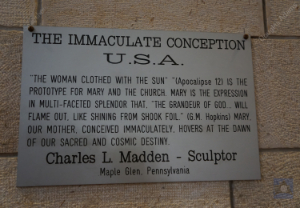 THE IMMACULATE CONCEPTION
U.S.A.
"THE WOMAN CLOTHED WITH THE SUN" "(Apocalipse 12) IS THE
PROTOTYPE FOR MARY AND THE CHURCH. MARY IS THE EXPRESSION
IN MULTI-FACETED SPLENDOR THAT, "THE GRANDEUR OF GOD... WILL
FLAME OUT, LIKE SHINING FROM SHOOK FOIL." (G.M. Hopkins) MARY,
OUR MOTHER, CONCEIVED IMMACULATELY, HOVERS AT THE DAWN
OF OUR SACRED AND COSMIC DESTINY.
Charles L. Madden - Sculptor
Maple Glen, Pennsylvania